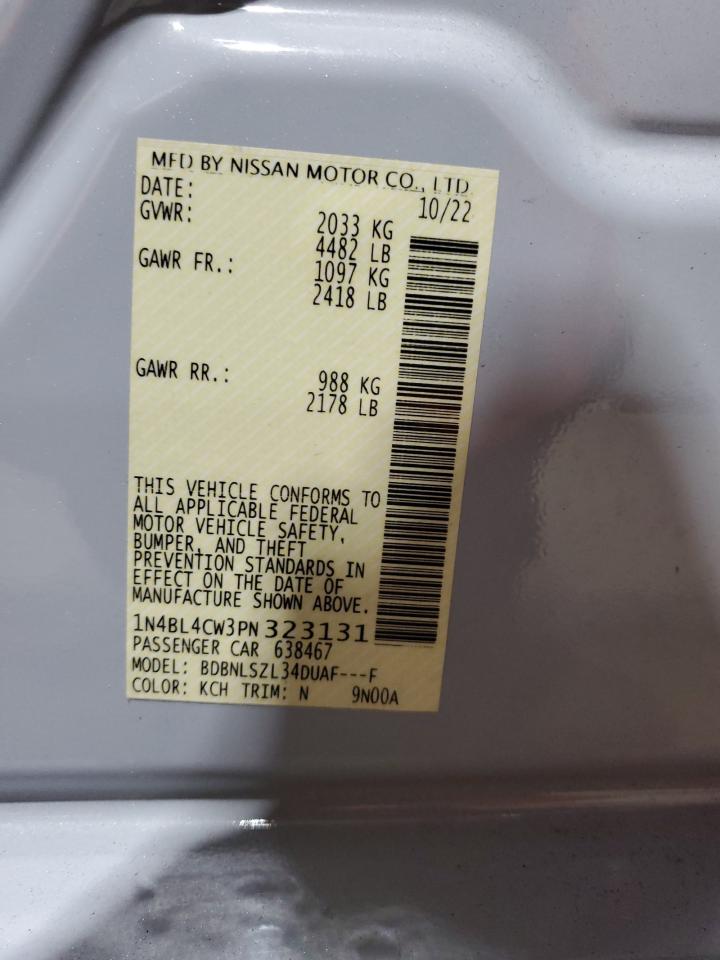 MFD BY NISSAN MOTOR CO., LTD.
DATE: 10/22
GVWR: 2033 KG
4482 LB
GAWR FR.: 1097 KG
2418 LB
GAWR RR.: 988 KG
2178 LB
THIS VEHICLE CONFORMS TO
ALL APPLICABLE FEDERAL
MOTOR VEHICLE SAFETY,
BUMPER, AND THEFT
PREVENTION STANDARDS IN
EFFECT ON THE DATE OF
MANUFACTURE SHOWN ABOVE.
1N4BL4CW3PN 323131
PASSENGER CAR 638467
MODEL: BDBNLSZL34DUAF---F
COLOR: KCH TRIM: N 9N00A